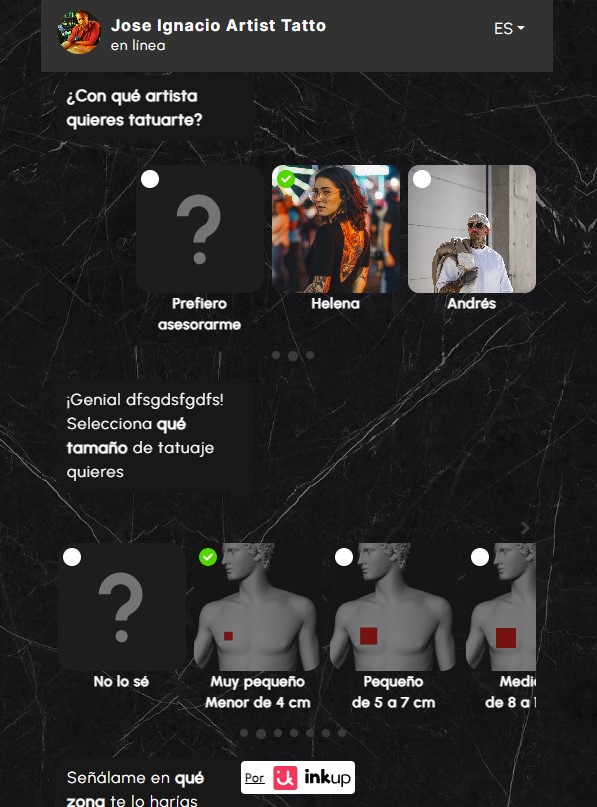 Jose Ignacio Artist Tatto
en línea
ES
¿Con qué artista
quieres tatuarte?
Prefiero
asesorarme
Helena
Andrés
¡Genial dfsgdsfgdfs!
Selecciona qué
tamaño de tatuaje
quieres
No lo sé
Muy pequeño
Menor de 4 cm
Pequeño
de 5 a 7 cm
de 8 a
Señálame en qué
zona te lo harías
Por inkup